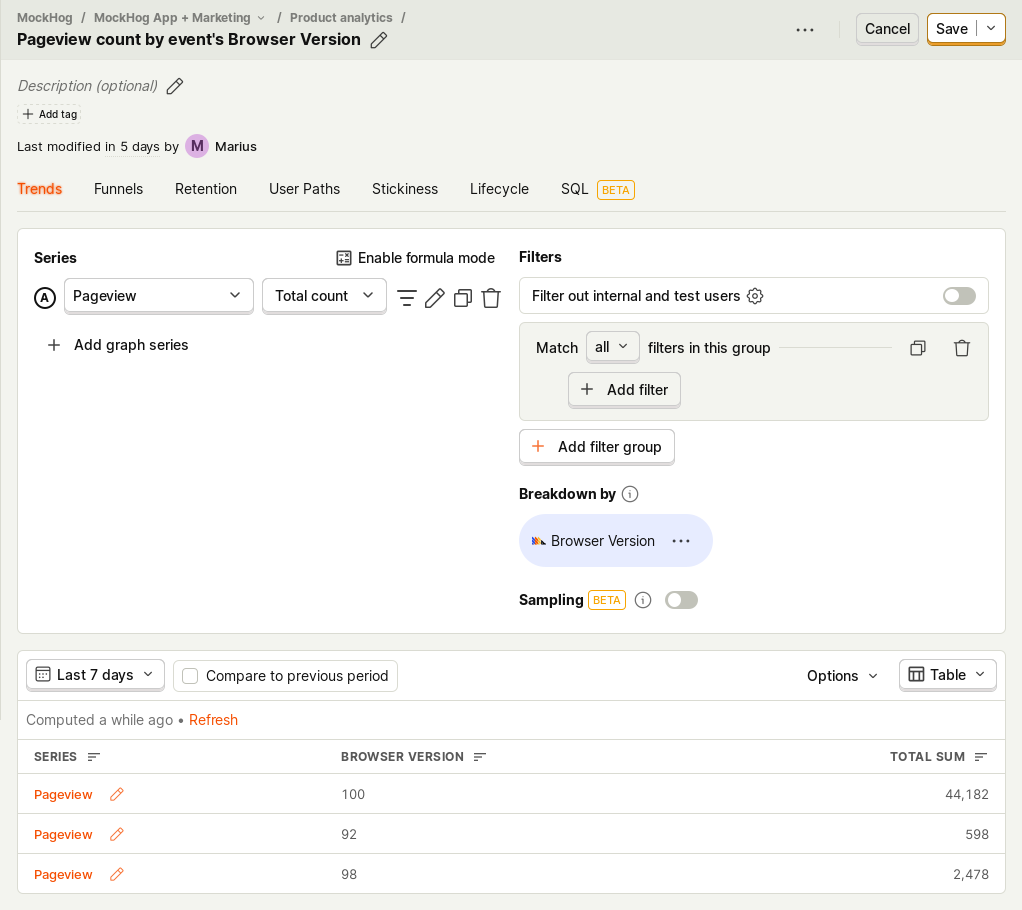 MockHog / MockHog App + Marketing / Product analytics /
Pageview count by event's Browser Version
Cancel
Save
Description (optional)
Add tag
Last modified in 5 days by M Marius
Trends Funnels Retention User Paths Stickiness Lifecycle SQL BETA
Series
Enable formula mode
A Pageview Total count
Add graph series
Filters
Filter out internal and test users
Match all filters in this group
Add filter
Add filter group
Breakdown by
Browser Version
Sampling BETA
Last 7 days Compare to previous period Options Table
Computed a while ago • Refresh
SERIES BROWSER VERSION TOTAL SUM
Pageview 100 44,182
Pageview 92 598
Pageview 98 2,478